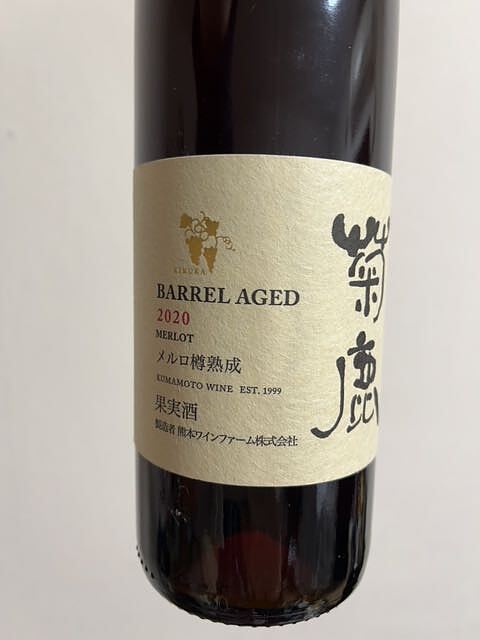 KIKUKA
BARREL AGED
2020
MERLOT
メルロ樽熟成
KUMAMOTO WINE EST. 1999
果実酒
製造者 熊本ワインファーム株式会社
菊鹿